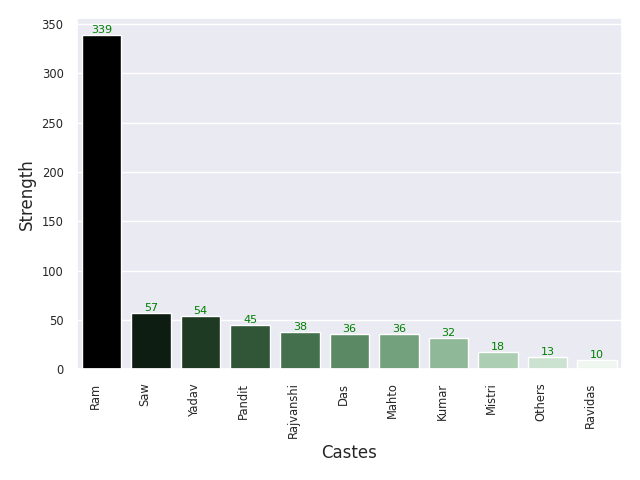 350
300
250
200
150
100
50
0
Strength
339
57
54
45
38
36
36
32
18
13
10
Ram
Saw
Yadav
Pandit
Rajvanshi
Das
Mahto
Kumar
Mistri
Others
Ravidas
Castes